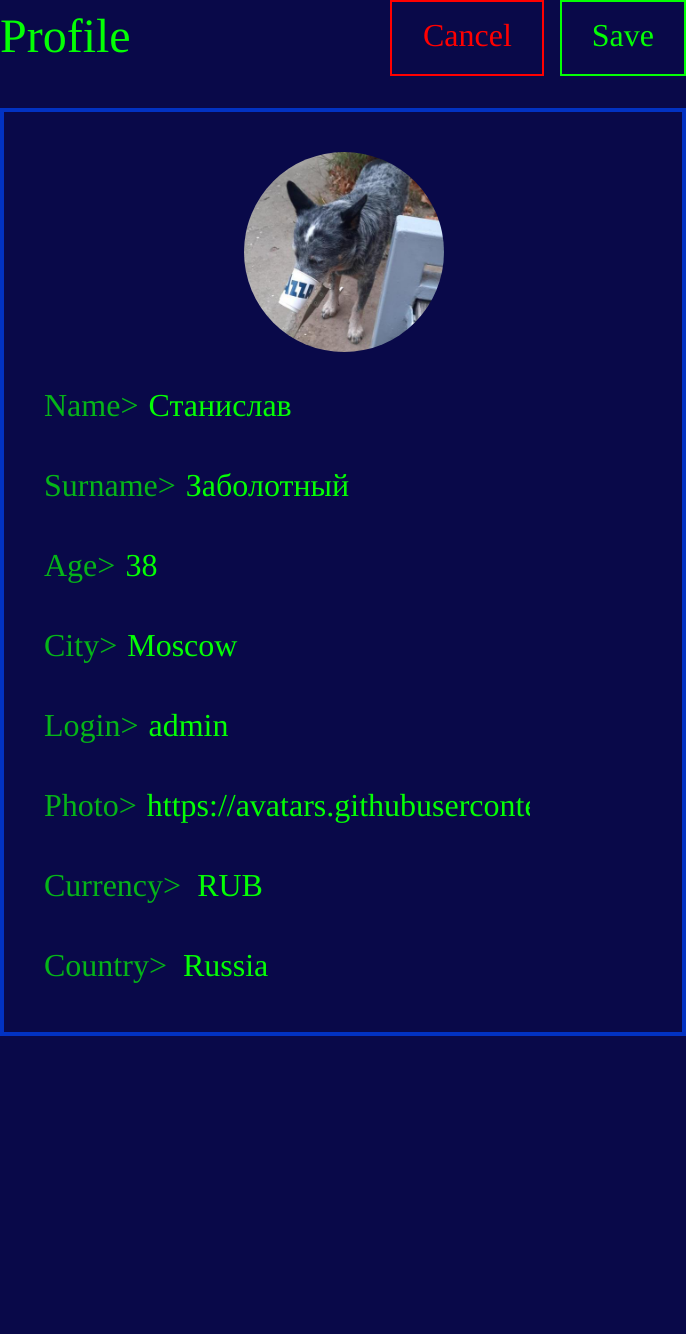 Profile
Cancel
Save
Name> Станислав
Surname> Заболотный
Age> 38
City> Moscow
Login> admin
Photo> https://avatars.githubuserconte
Currency> RUB
Country> Russia